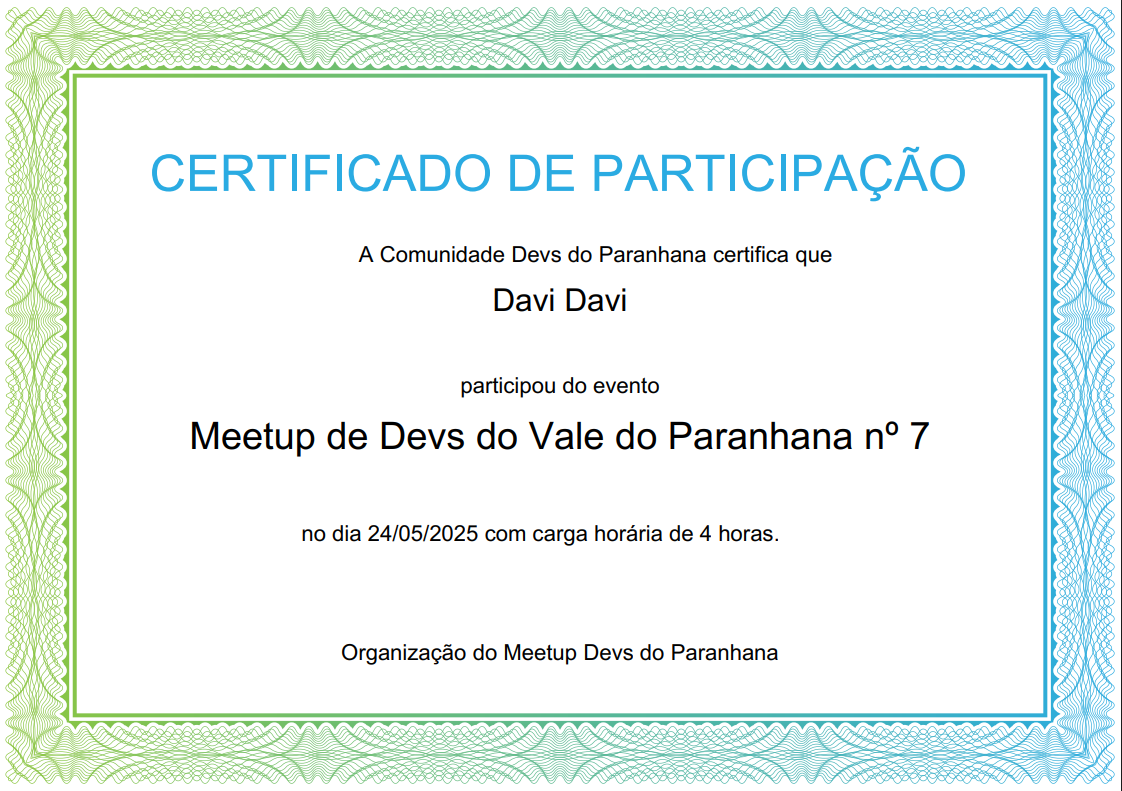 CERTIFICADO DE PARTICIPAÇÃO
A Comunidade Devs do Paranhana certifica que
Davi Davi
participou do evento
Meetup de Devs do Vale do Paranhana nº 7
no dia 24/05/2025 com carga horária de 4 horas.
Organização do Meetup Devs do Paranhana